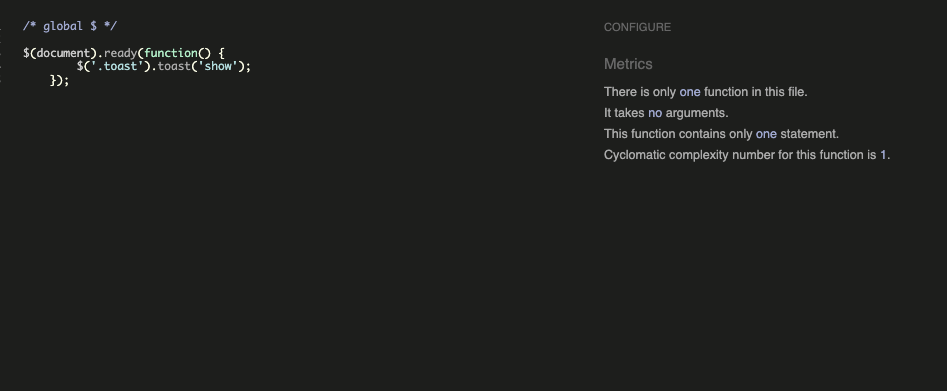 /* global $ */
$(document).ready(function() {
        $('.toast').toast('show');
    });
CONFIGURE
Metrics
There is only one function in this file.
It takes no arguments.
This function contains only one statement.
Cyclomatic complexity number for this function is 1.